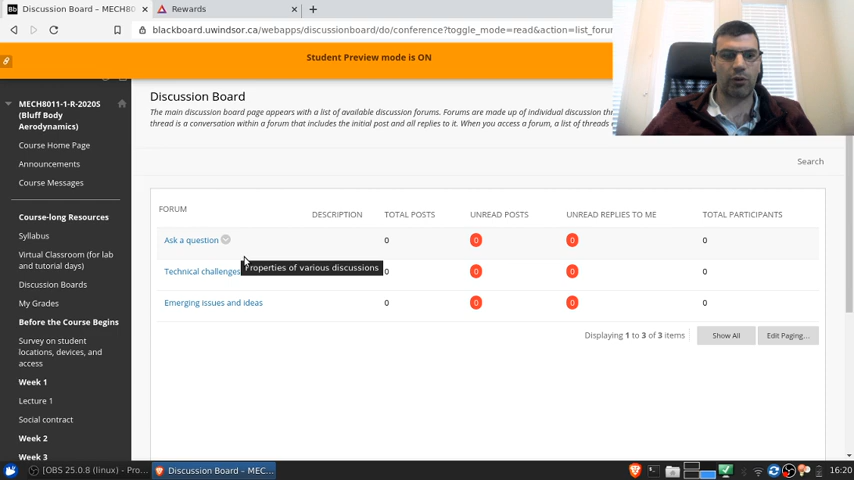 Discussion Board – MECH80
Rewards
blackboard.uwindsor.ca/webapps/discussionboard/do/conference?toggle_mode=read&action=list_foru
Student Preview mode is ON
MECH8011-1-R-2020S
(Bluff Body
Aerodynamics)
Course Home Page
Announcements
Course Messages
Course-long Resources
Syllabus
Virtual Classroom (for lab
and tutorial days)
Discussion Boards
My Grades
Before the Course Begins
Survey on student
locations, devices, and
access
Week 1
Lecture 1
Social contract
Week 2
Week 3
Discussion Board
The main discussion board page appears with a list of available discussion forums. Forums are made up of individual discussion th
thread is a conversation within a forum that includes the initial post and all replies to it. When you access a forum, a list of threads
Search
FORUM DESCRIPTION TOTAL POSTS UNREAD POSTS UNREAD REPLIES TO ME TOTAL PARTICIPANTS
Ask a question 0 0 0 0
Properties of various discussions
Technical challenges 0 0 0 0
Emerging issues and ideas 0 0 0 0
Displaying 1 to 3 of 3 items Show All Edit Paging...
[OBS 25.0.8 (linux) - Pro...
Discussion Board – MEC...
16:20